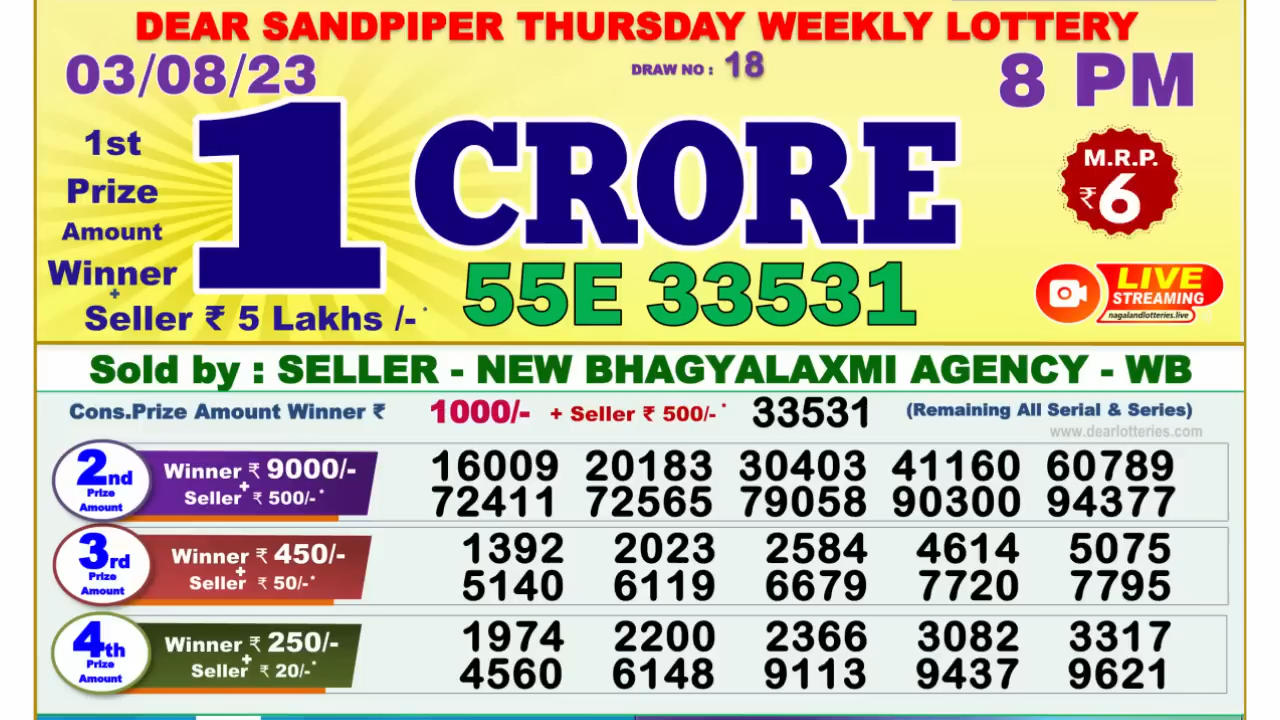 DEAR SANDPIPER THURSDAY WEEKLY LOTTERY
03/08/23
DRAW NO : 18
8 PM
1st
Prize
Amount
Winner
+
Seller ₹ 5 Lakhs /-*
1 CRORE
55E 33531
M.R.P.
₹6
LIVE
STREAMING
nagalandlotteries.live
Sold by : SELLER - NEW BHAGYALAXMI AGENCY - WB
Cons.Prize Amount Winner ₹ 1000/- + Seller ₹ 500/-* 33531 (Remaining All Serial & Series)
www.dearlotteries.com
2nd Prize Amount
Winner ₹ 9000/-
+
Seller ₹ 500/-*
16009 20183 30403 41160 60789
72411 72565 79058 90300 94377
3rd Prize Amount
Winner ₹ 450/-
+
Seller ₹ 50/-*
1392 2023 2584 4614 5075
5140 6119 6679 7720 7795
4th Prize Amount
Winner ₹ 250/-
+
Seller ₹ 20/-*
1974 2200 2366 3082 3317
4560 6148 9113 9437 9621